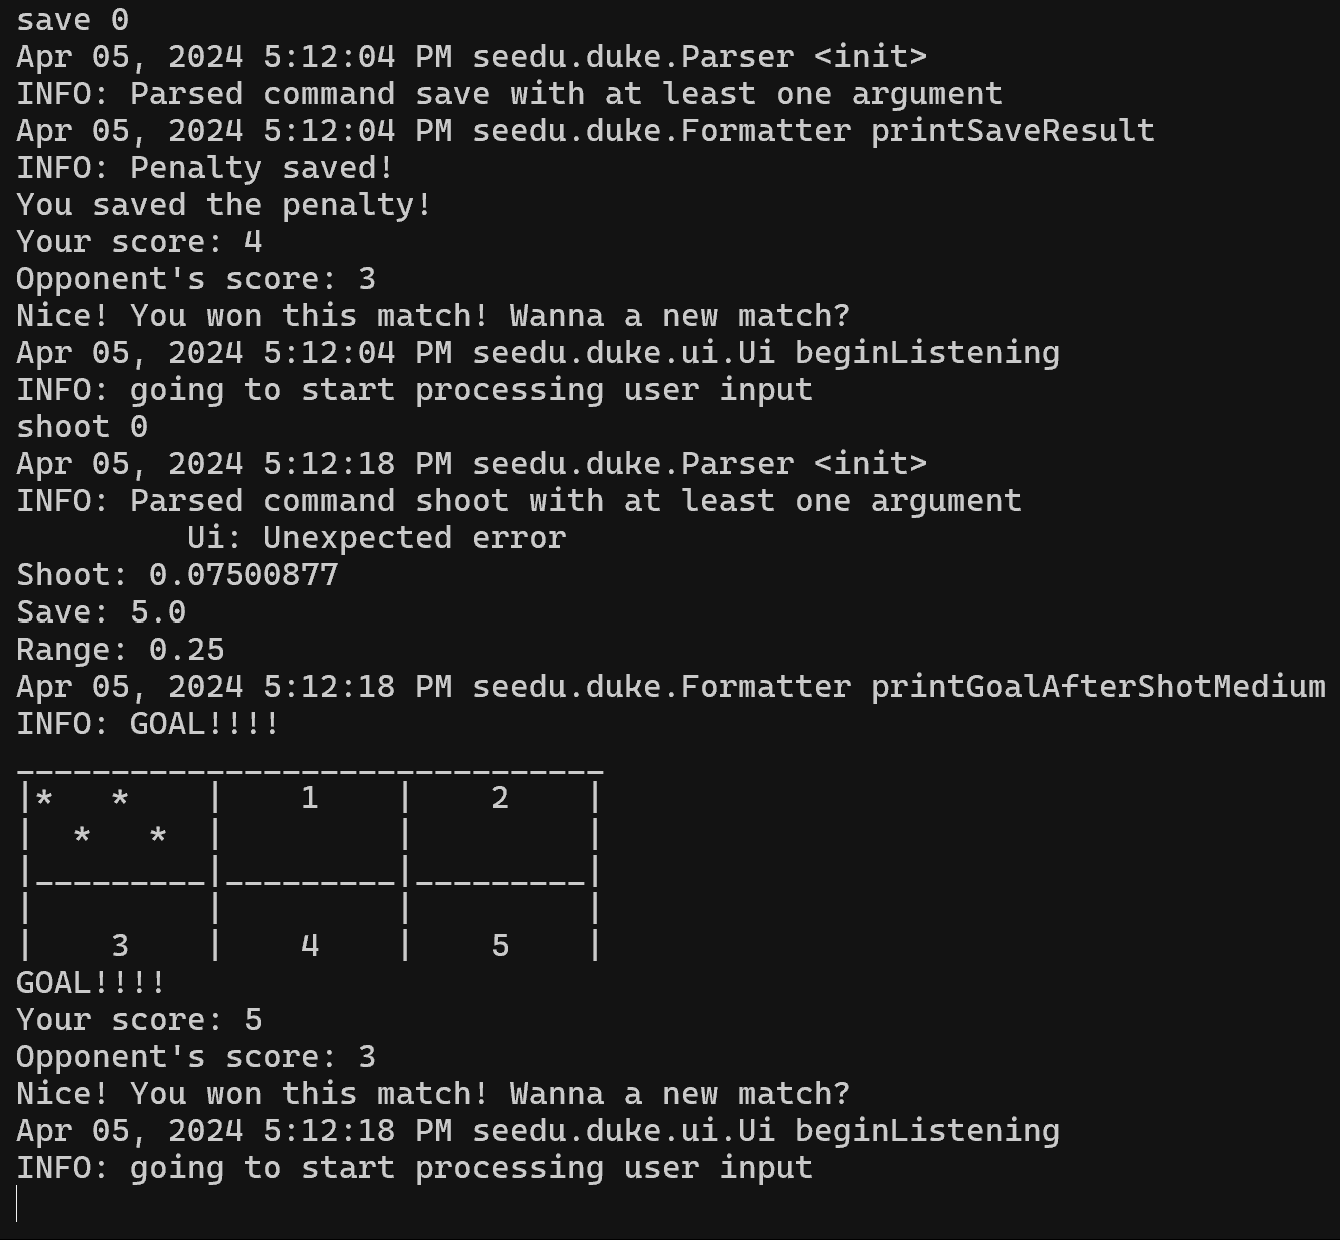 save 0
Apr 05, 2024 5:12:04 PM seedu.duke.Parser <init>
INFO: Parsed command save with at least one argument
Apr 05, 2024 5:12:04 PM seedu.duke.Formatter printSaveResult
INFO: Penalty saved!
You saved the penalty!
Your score: 4
Opponent's score: 3
Nice! You won this match! Wanna a new match?
Apr 05, 2024 5:12:04 PM seedu.duke.ui.Ui beginListening
INFO: going to start processing user input
shoot 0
Apr 05, 2024 5:12:18 PM seedu.duke.Parser <init>
INFO: Parsed command shoot with at least one argument
         Ui: Unexpected error
Shoot: 0.07500877
Save: 5.0
Range: 0.25
Apr 05, 2024 5:12:18 PM seedu.duke.Formatter printGoalAfterShotMedium
INFO: GOAL!!!!
_______________________________
|*   *    |    1    |    2    |
|  *   *  |         |         |
|_________|_________|_________|
|         |         |         |
|    3    |    4    |    5    |
GOAL!!!!
Your score: 5
Opponent's score: 3
Nice! You won this match! Wanna a new match?
Apr 05, 2024 5:12:18 PM seedu.duke.ui.Ui beginListening
INFO: going to start processing user input